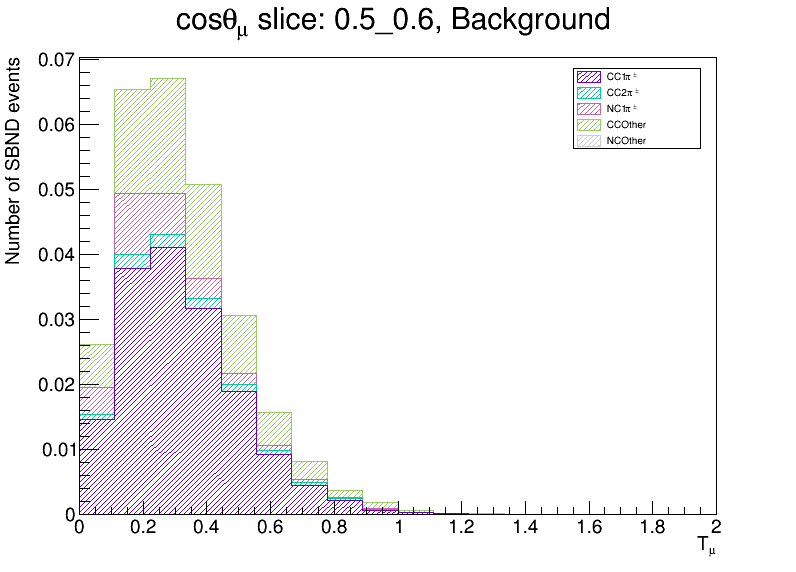 cosθμ slice: 0.5_0.6, Background
Number of SBND events
0.07
0.06
0.05
0.04
0.03
0.02
0.01
0
CC1π ±
CC2π ±
NC1π ±
CCOther
NCOther
0 0.2 0.4 0.6 0.8 1 1.2 1.4 1.6 1.8 2
Tμ